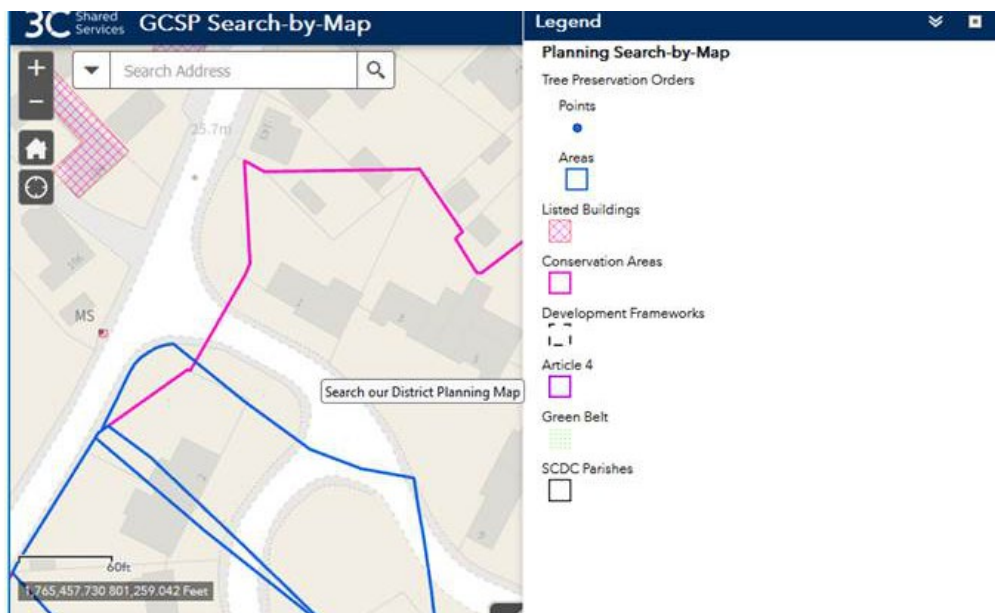 3C Shared Services GCSP Search-by-Map
Search Address
25.7m
MS
Search our District Planning Map
60ft
1,765,457.730 801,259.042 Feet
Legend
Planning Search-by-Map
Tree Preservation Orders
Points
Areas
Listed Buildings
Conservation Areas
Development Frameworks
Article 4
Green Belt
SCDC Parishes